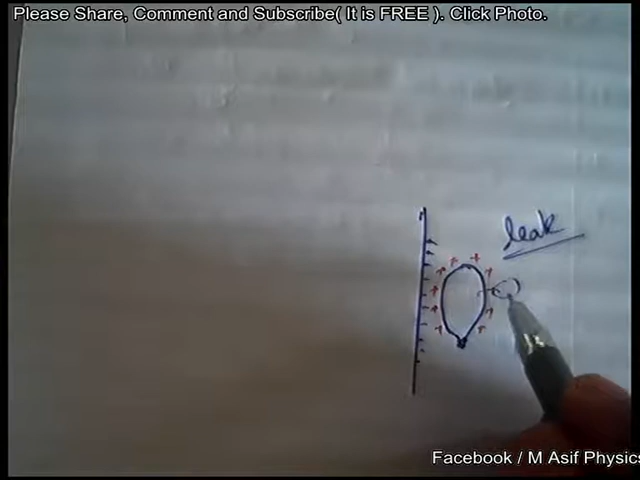 Please Share, Comment and Subscribe( It is FREE ). Click Photo.
leak
Facebook / M Asif Physics